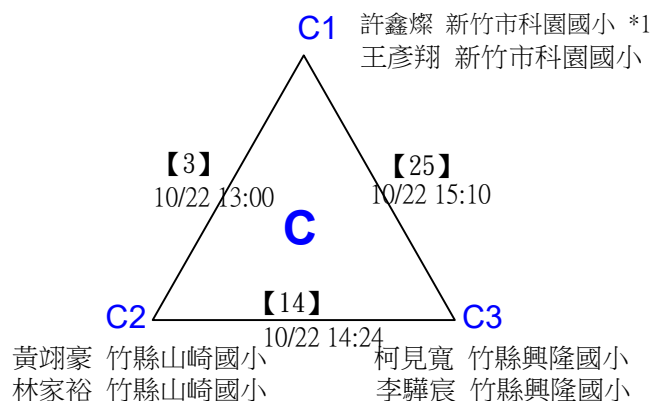 C1
許鑫燦 新竹市科園國小 *1
王彥翔 新竹市科園國小
【3】
10/22 13:00
【25】
10/22 15:10
C
C2
【14】
10/22 14:24
C3
黃翊豪 竹縣山崎國小
林家裕 竹縣山崎國小
柯見寬 竹縣興隆國小
李驊宸 竹縣興隆國小